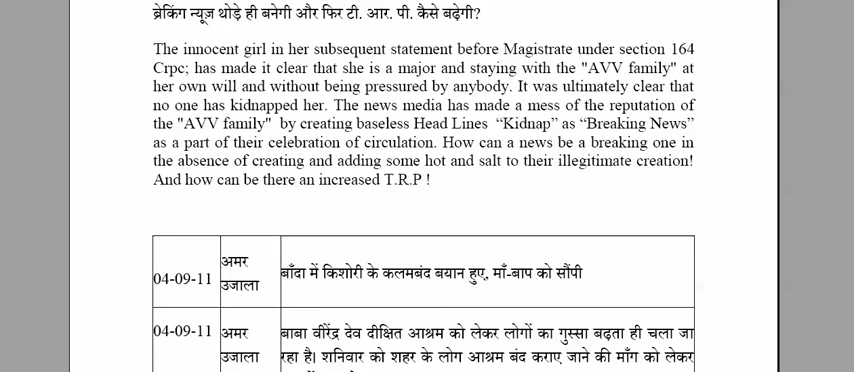 ब्रेकिंग न्यूज़ थोड़े ही बनेगी और फिर टी. आर. पी. कैसे बढ़ेगी?
The innocent girl in her subsequent statement before Magistrate under section 164
Crpc; has made it clear that she is a major and staying with the "AVV family" at
her own will and without being pressured by anybody. It was ultimately clear that
no one has kidnapped her. The news media has made a mess of the reputation of
the "AVV family" by creating baseless Head Lines “Kidnap” as “Breaking News”
as a part of their celebration of circulation. How can a news be a breaking one in
the absence of creating and adding some hot and salt to their illegitimate creation!
And how can be there an increased T.R.P !
04-09-11 अमर
उजाला
बाँदा में किशोरी के कलमबंद बयान हुए, माँ-बाप को सौंपी
04-09-11 अमर
उजाला
बाबा वीरेंद्र देव दीक्षित आश्रम को लेकर लोगों का गुस्सा बढ़ता ही चला जा
रहा है। शनिवार को शहर के लोग आश्रम बंद कराए जाने की माँग को लेकर